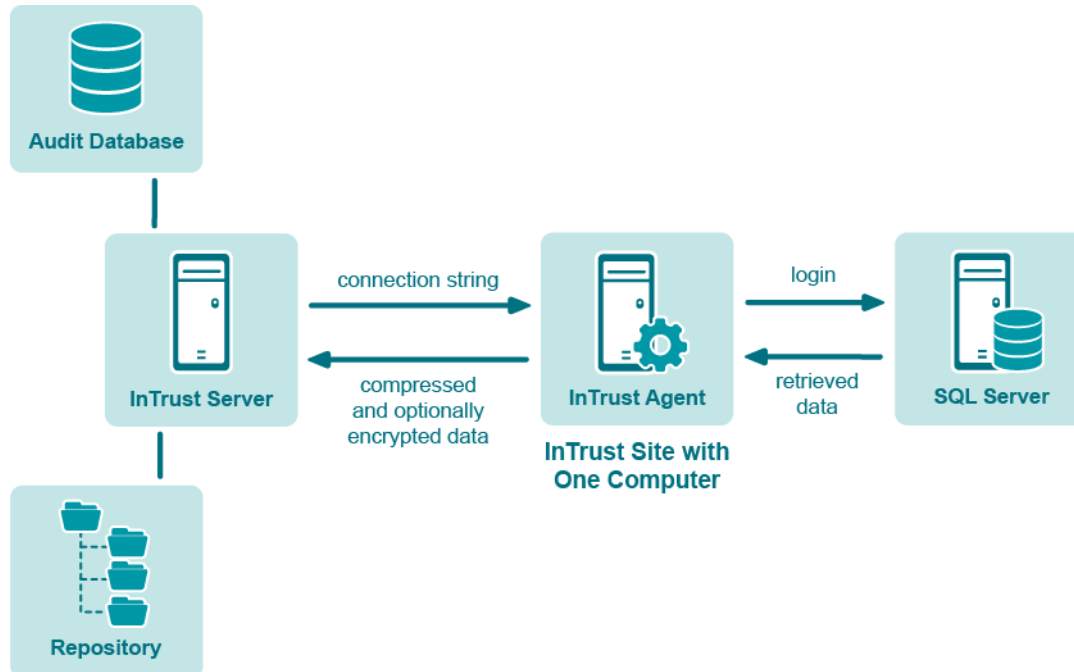 Audit Database
connection string
login
InTrust Server
compressed
and optionally
encrypted data
InTrust Agent
retrieved
data
SQL Server
InTrust Site with
One Computer
Repository